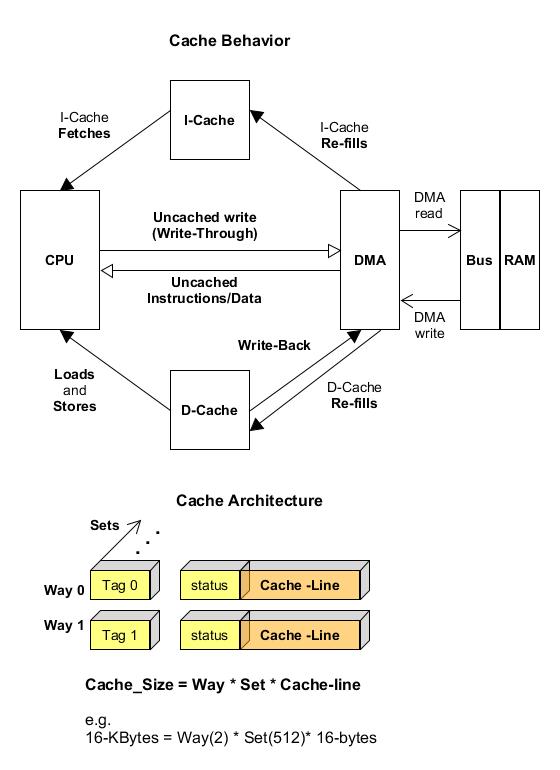 Cache Behavior
I-Cache
I-Cache
Fetches
I-Cache
Re-fills
Uncached write
(Write-Through)
DMA
read
CPU
DMA
Bus
RAM
Uncached
Instructions/Data
DMA
write
Write-Back
Loads
and
Stores
D-Cache
D-Cache
Re-fills
Cache Architecture
Sets
Way 0
Tag 0
status
Cache -Line
Way 1
Tag 1
status
Cache -Line
Cache_Size = Way * Set * Cache-line
e.g.
16-KBytes = Way(2) * Set(512)* 16-bytes